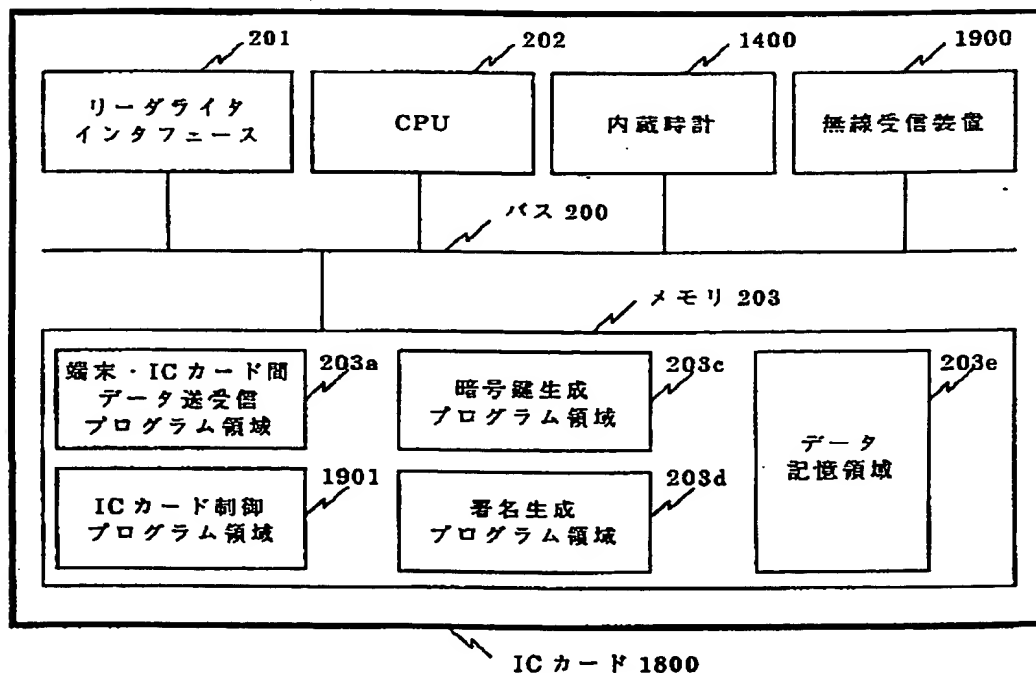 201
202
1400
1900
リーダライタ
インタフェース
CPU
内蔵時計
無線受信装置
バス 200
メモリ 203
端末・ICカード間
データ送受信
プログラム領域
203a
暗号鍵生成
プログラム領域
203c
データ
記憶領域
203e
ICカード制御
プログラム領域
1901
署名生成
プログラム領域
203d
ICカード 1800